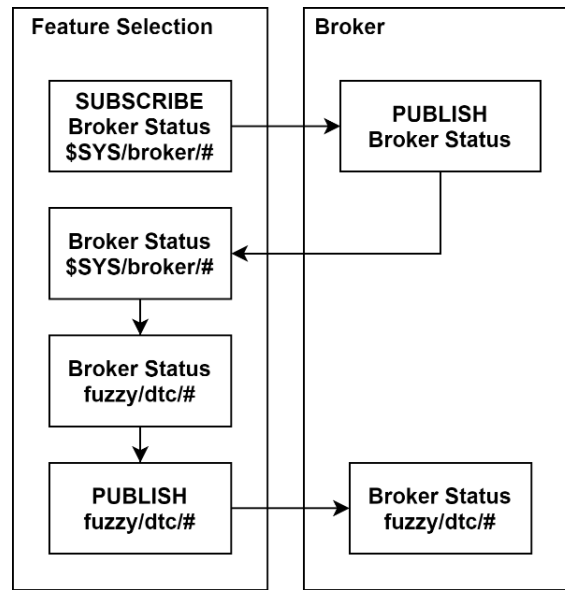 Feature Selection
Broker
SUBSCRIBE
Broker Status
$SYS/broker/#
PUBLISH
Broker Status
Broker Status
$SYS/broker/#
Broker Status
fuzzy/dtc/#
PUBLISH
fuzzy/dtc/#
Broker Status
fuzzy/dtc/#